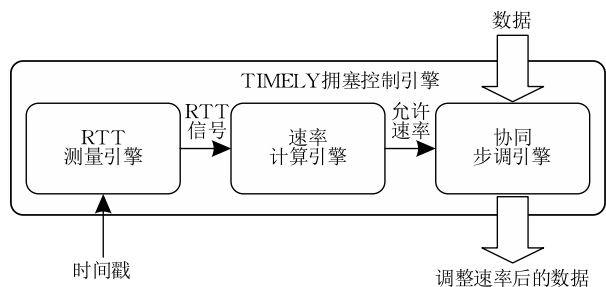 数据
TIMELY拥塞控制引擎
RTT
测量引擎
RTT
信号
速率
计算引擎
允许
速率
协同
步调引擎
时间戳
调整速率后的数据